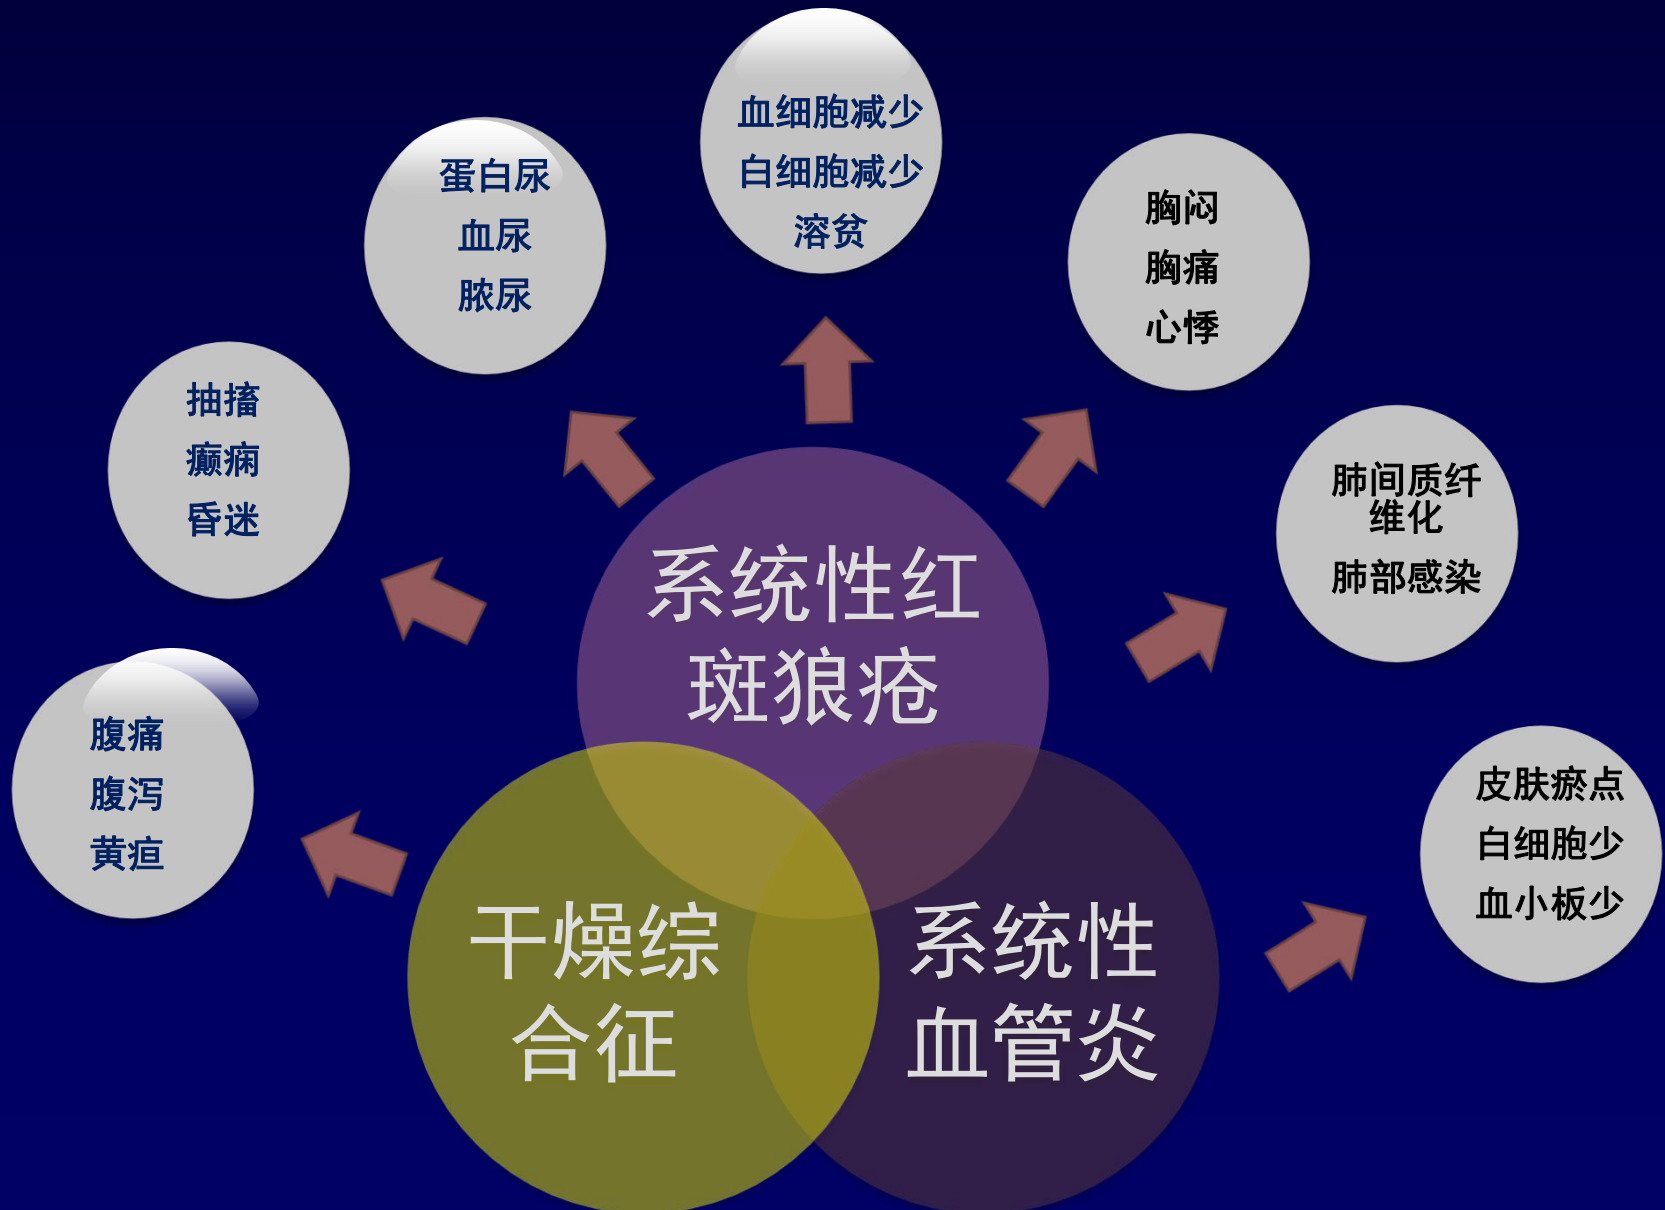 血细胞减少
白细胞减少
溶贫
蛋白尿
血尿
脓尿
胸闷
胸痛
心悸
抽搐
癫痫
昏迷
肺间质纤
维化
肺部感染
腹痛
腹泻
黄疸
皮肤瘀点
白细胞少
血小板少
系统性红
斑狼疮
干燥综
合征
系统性
血管炎